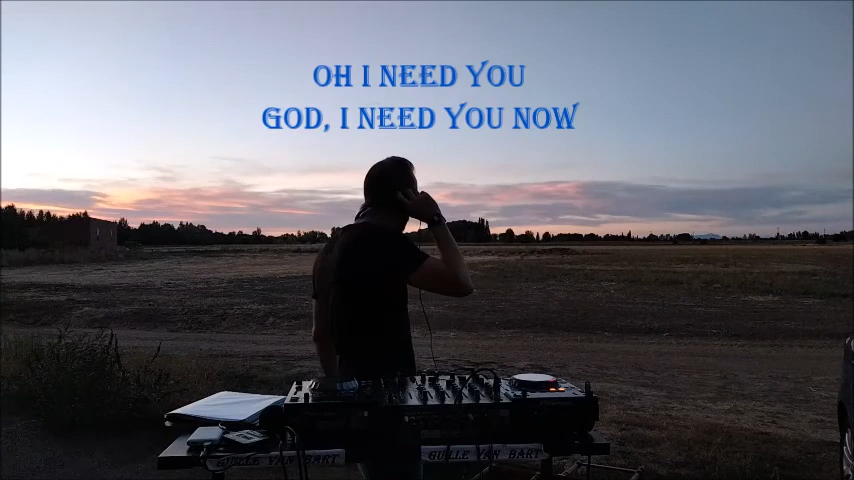 OH I NEED YOU
GOD, I NEED YOU NOW
GUILLE VAN BART
GUILLE VAN BART